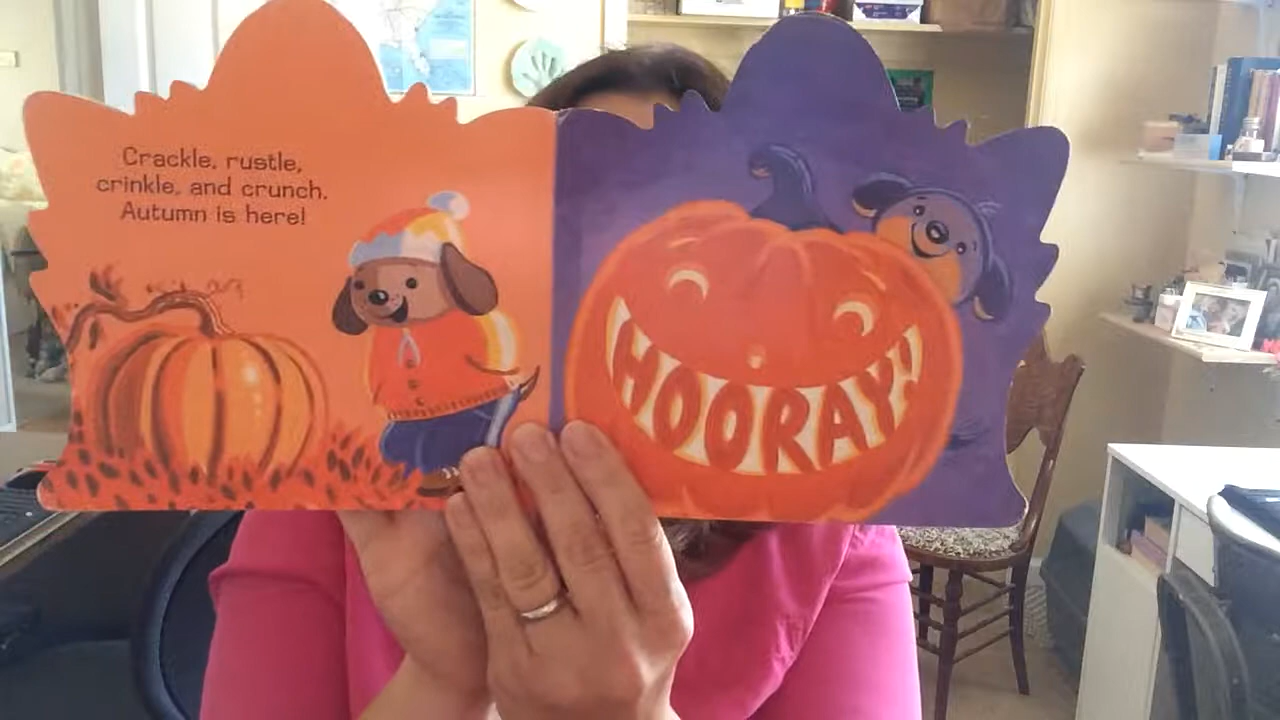 Crackle, rustle,
crinkle, and crunch.
Autumn is here!
HOORAY!